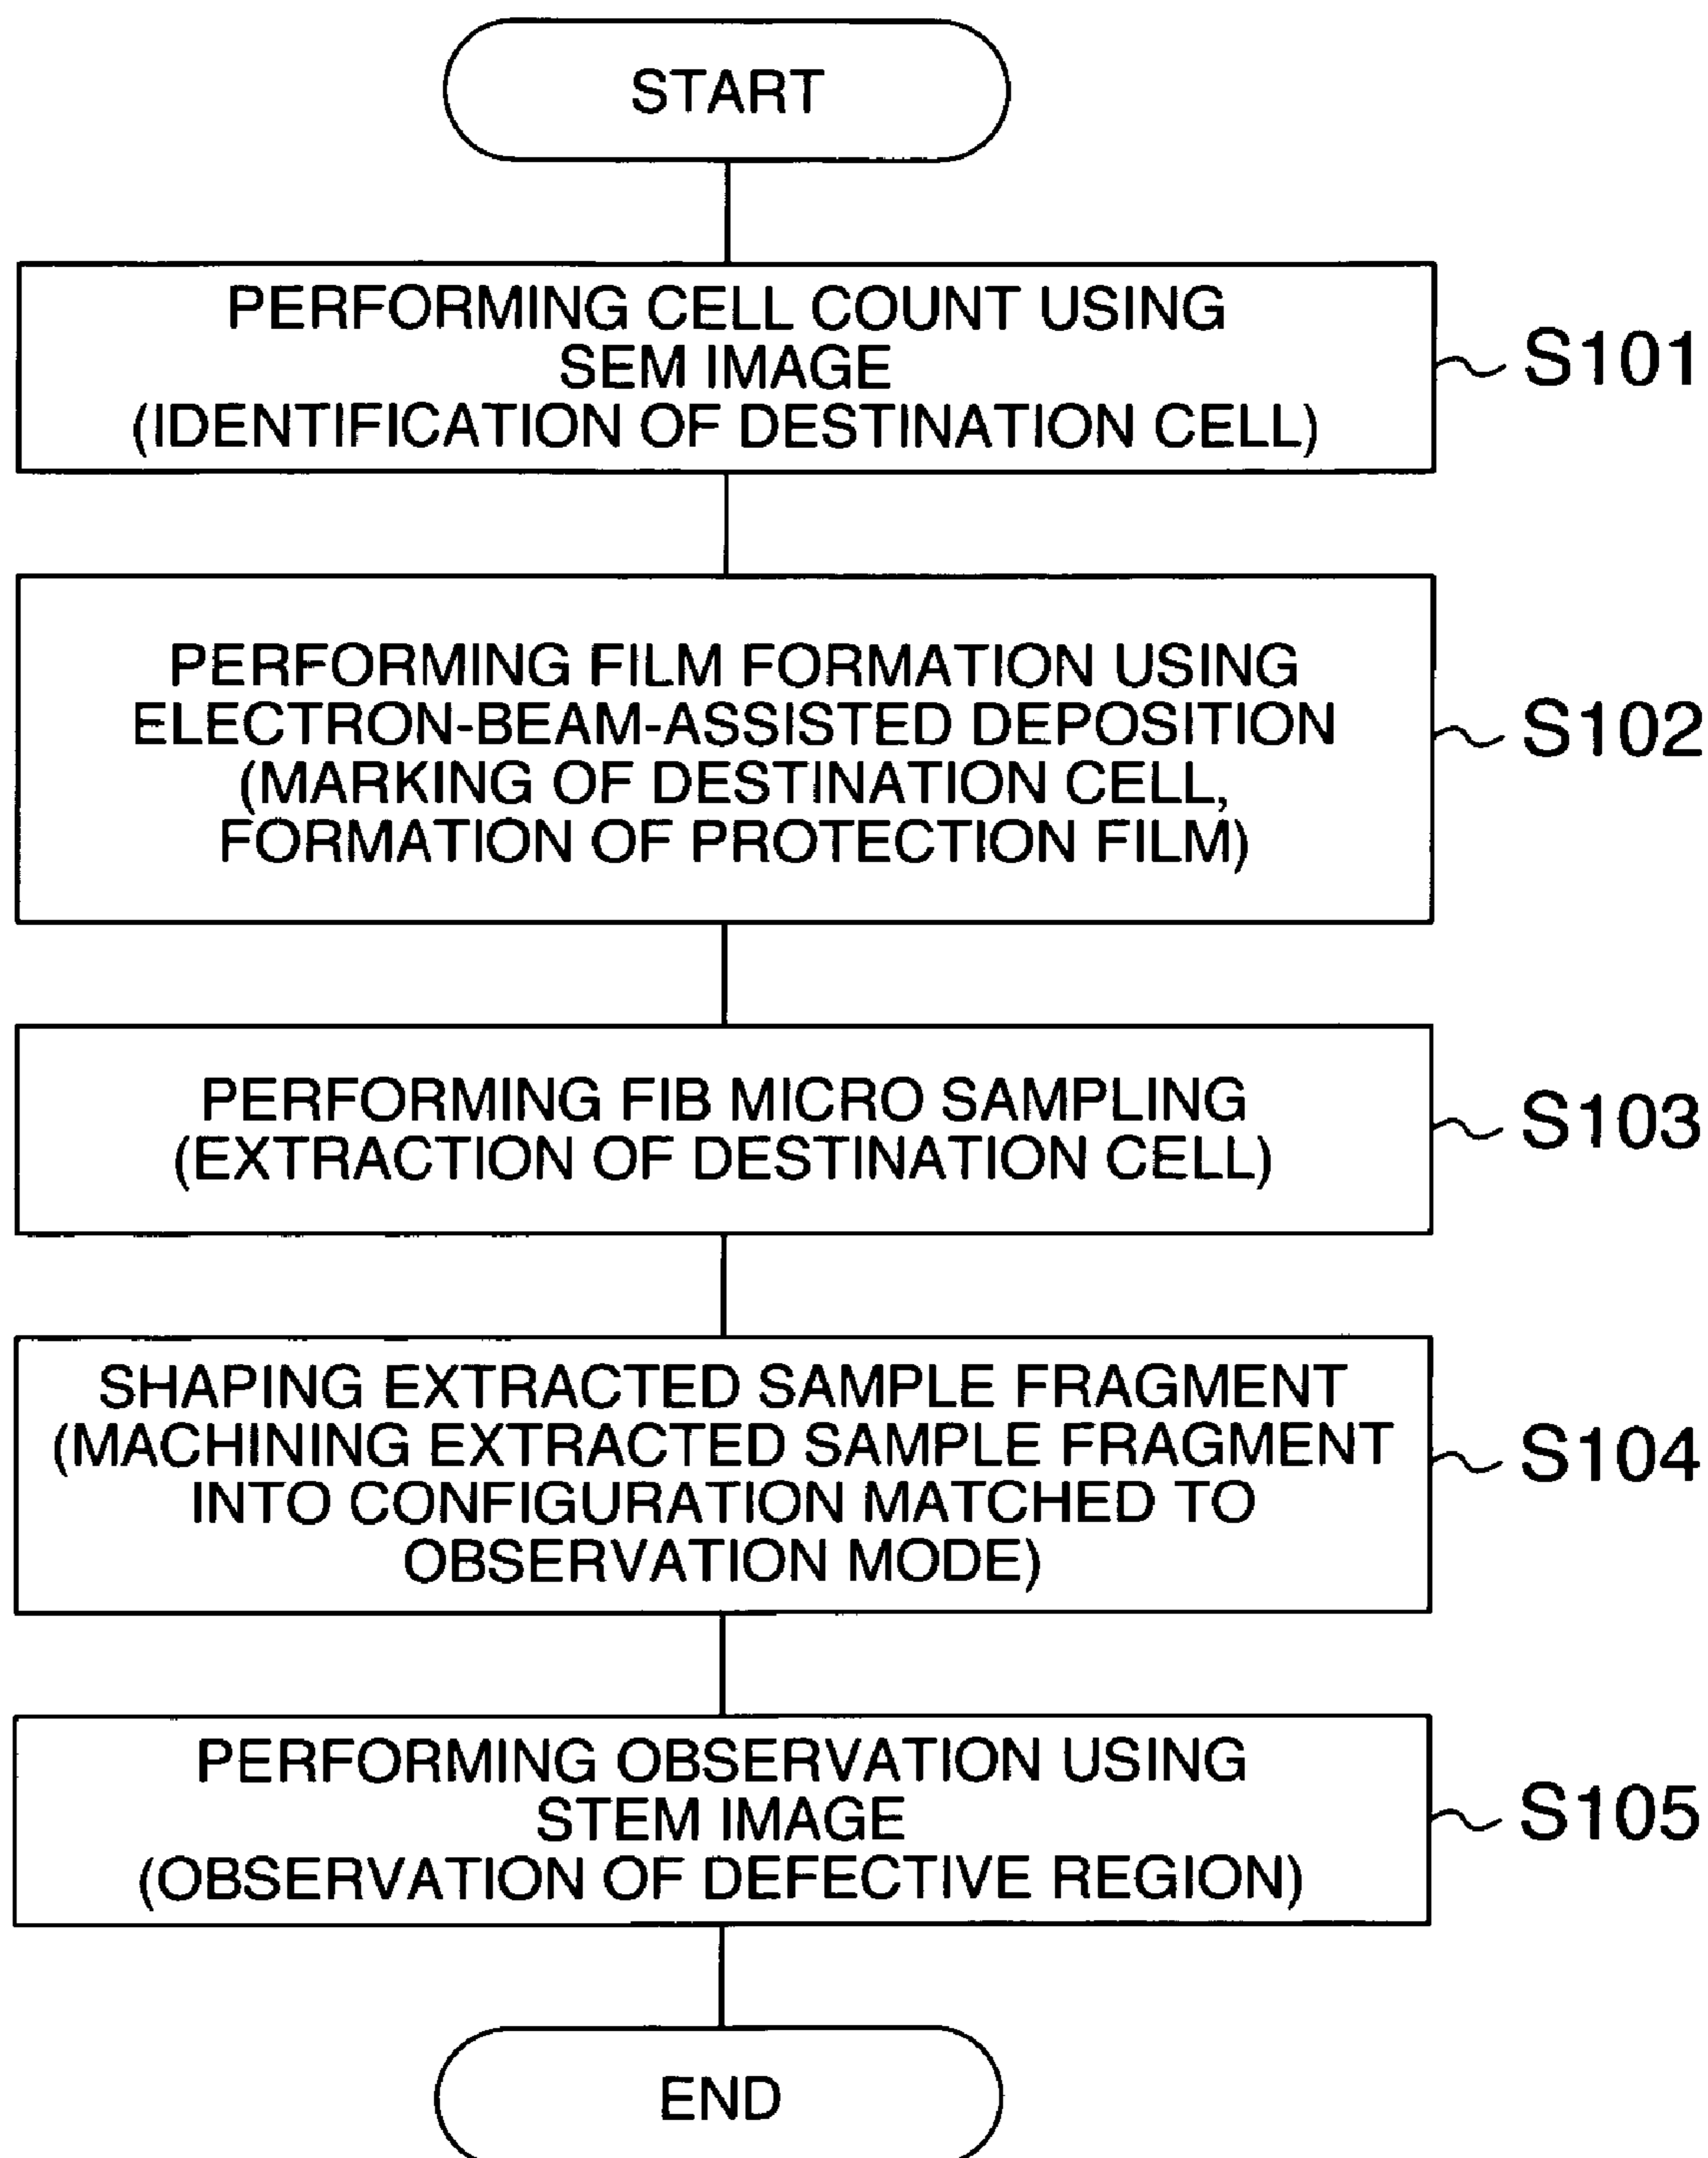 START
PERFORMING CELL COUNT USING
SEM IMAGE
(IDENTIFICATION OF DESTINATION CELL)
S101
PERFORMING FILM FORMATION USING
ELECTRON-BEAM-ASSISTED DEPOSITION
(MARKING OF DESTINATION CELL,
FORMATION OF PROTECTION FILM)
S102
PERFORMING FIB MICRO SAMPLING
(EXTRACTION OF DESTINATION CELL)
S103
SHAPING EXTRACTED SAMPLE FRAGMENT
(MACHINING EXTRACTED SAMPLE FRAGMENT
INTO CONFIGURATION MATCHED TO
OBSERVATION MODE)
S104
PERFORMING OBSERVATION USING
STEM IMAGE
(OBSERVATION OF DEFECTIVE REGION)
S105
END